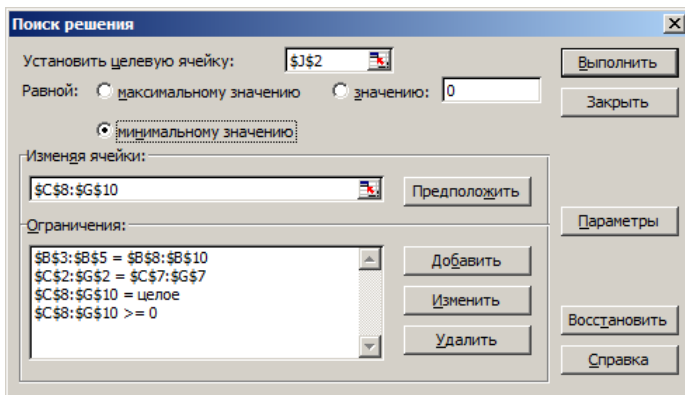 Поиск решения
Установить целевую ячейку: $J$2
Равной: максимальному значению значению: 0
минимальному значению
Изменяя ячейки:
$C$8:$G$10
Предположить
Ограничения:
$B$3:$B$5 = $B$8:$B$10
$C$2:$G$2 = $C$7:$G$7
$C$8:$G$10 = целое
$C$8:$G$10 >= 0
Добавить
Изменить
Удалить
Выполнить
Закрыть
Параметры
Восстановить
Справка